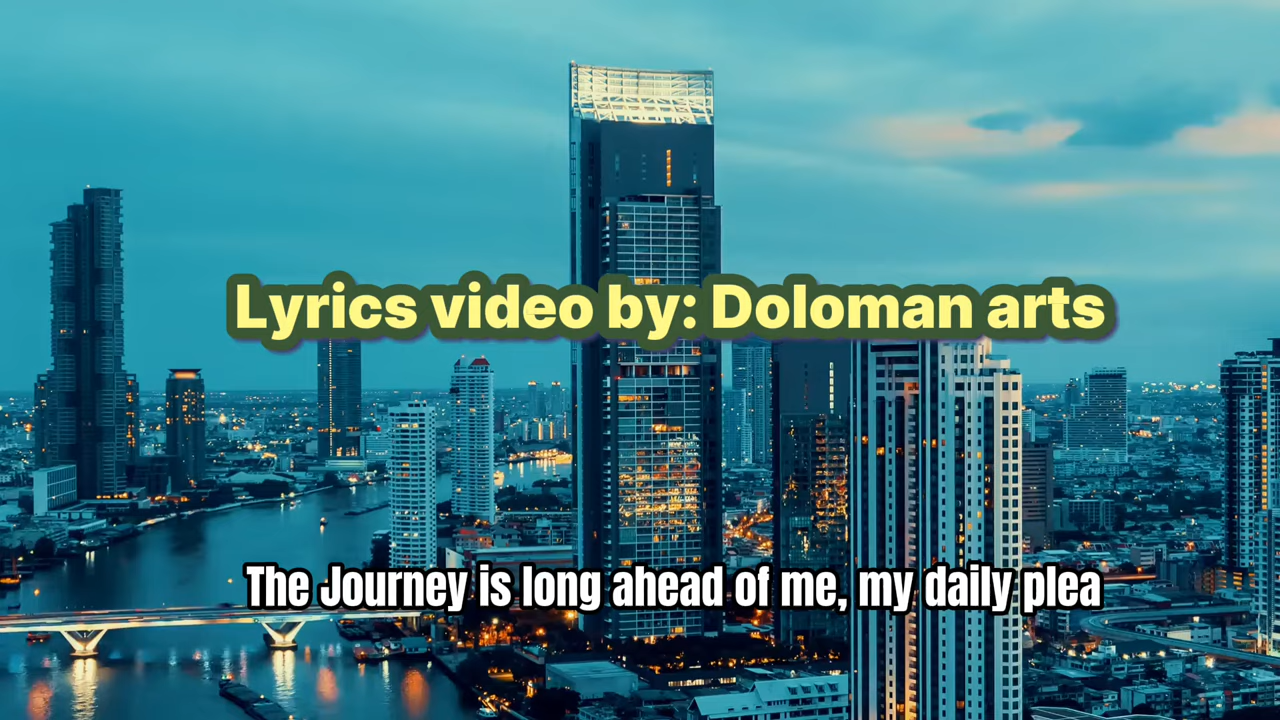 Lyrics video by: Doloman arts
The Journey is long ahead of me, my daily plea